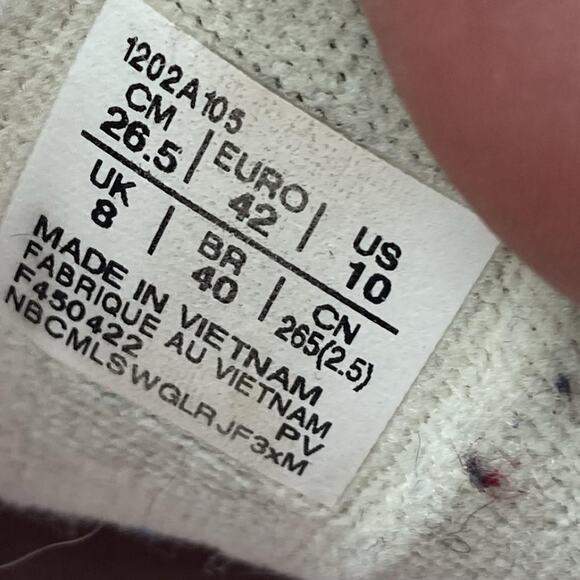 1202A105
CM | EURO | US
26.5 | 42 | 10
UK | BR | CN
8 | 40 | 265(2.5)
MADE IN VIETNAM
FABRIQUE AU VIETNAM
F450422 PV
NBCMLSWGLRJF3xM